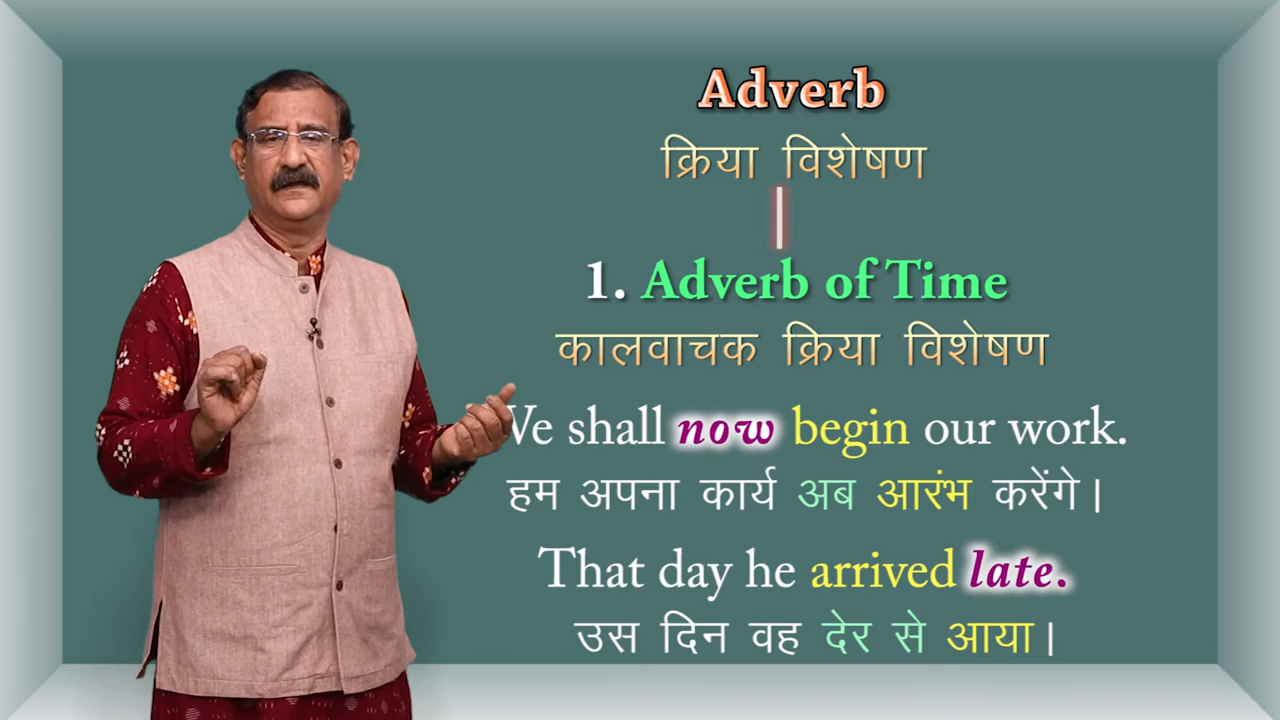 Adverb
क्रिया विशेषण
1. Adverb of Time
कालवाचक क्रिया विशेषण
We shall now begin our work.
हम अपना कार्य अब आरंभ करेंगे।
That day he arrived late.
उस दिन वह देर से आया।